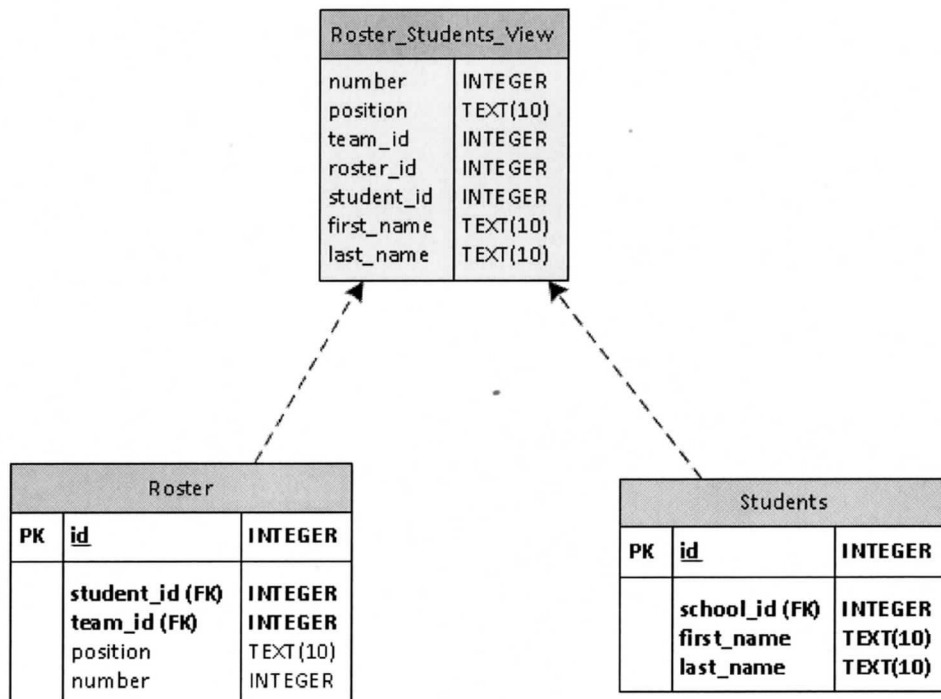 Roster_Students_View
number INTEGER
position TEXT(10)
team_id INTEGER
roster_id INTEGER
student_id INTEGER
first_name TEXT(10)
last_name TEXT(10)
Roster
PK id INTEGER
student_id (FK) INTEGER
team_id (FK) INTEGER
position TEXT(10)
number INTEGER
Students
PK id INTEGER
school_id (FK) INTEGER
first_name TEXT(10)
last_name TEXT(10)